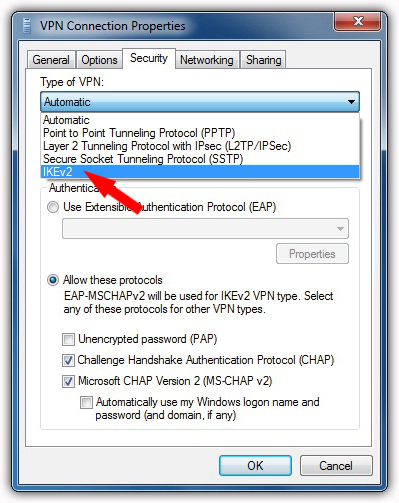 VPN Connection Properties
General Options Security Networking Sharing
Type of VPN:
Automatic
Automatic
Point to Point Tunneling Protocol (PPTP)
Layer 2 Tunneling Protocol with IPsec (L2TP/IPSec)
Secure Socket Tunneling Protocol (SSTP)
IKEv2
Use Extensible Authentication Protocol (EAP)
Properties
Allow these protocols
EAP-MSCHAPv2 will be used for IKEv2 VPN type. Select
any of these protocols for other VPN types.
Unencrypted password (PAP)
Challenge Handshake Authentication Protocol (CHAP)
Microsoft CHAP Version 2 (MS-CHAP v2)
Automatically use my Windows logon name and
password (and domain, if any)
OK Cancel